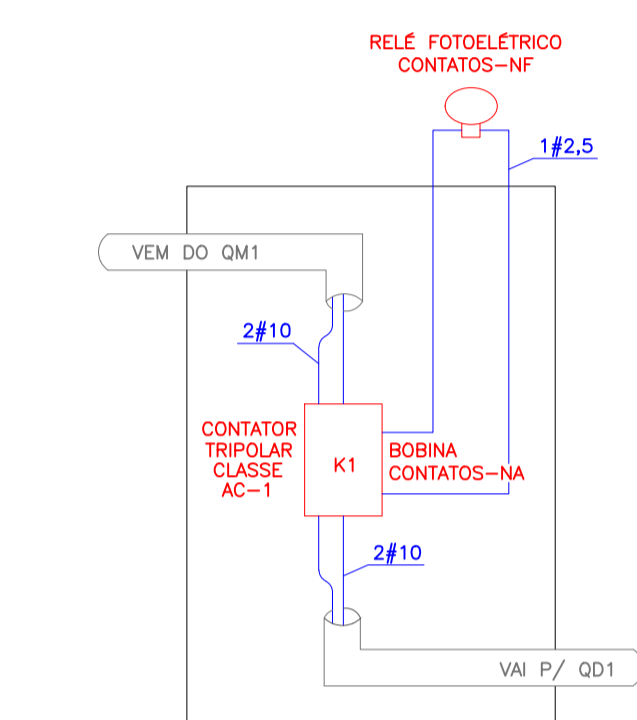 RELÉ FOTOELÉTRICO
CONTATOS-NF
1#2,5
VEM DO QM1
2#10
CONTATOR
TRIPOLAR
CLASSE
AC-1
K1
BOBINA
CONTATOS-NA
2#10
VAI P/ QD1